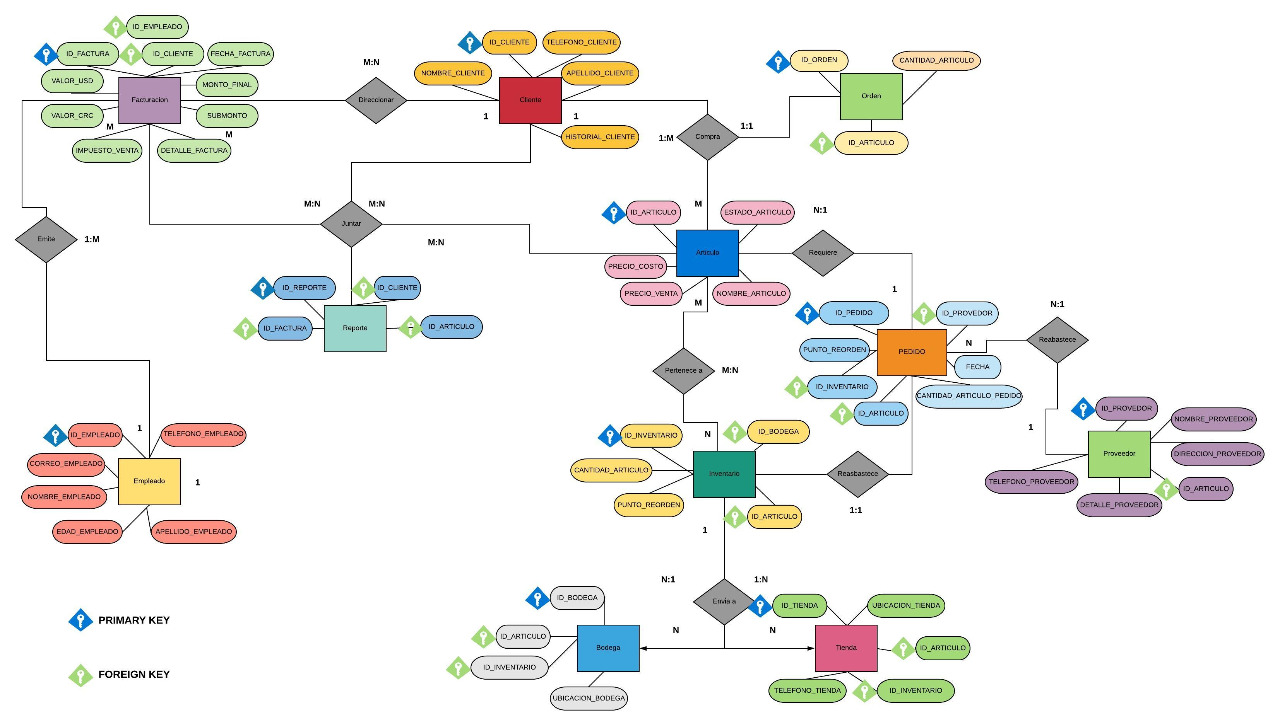 ID_EMPLEADO
ID_FACTURA
ID_CLIENTE
FECHA_FACTURA
VALOR_USD
Facturacion
MONTO_FINAL
VALOR_CRC
SUBMONTO
M
M
IMPUESTO_VENTA
DETALLE_FACTURA
M:N
Direccionar
ID_CLIENTE
TELEFONO_CLIENTE
NOMBRE_CLIENTE
APELLIDO_CLIENTE
Cliente
1
1
HISTORIAL_CLIENTE
1:M
Compra
1:1
ID_ORDEN
CANTIDAD_ARTICULO
Orden
ID_ARTICULO
Emite
1:M
M:N
M:N
Juntar
M:N
ID_REPORTE
ID_CLIENTE
ID_FACTURA
Reporte
ID_ARTICULO
M
ID_ARTICULO
ESTADO_ARTICULO
Articulo
PRECIO_COSTO
PRECIO_VENTA
NOMBRE_ARTICULO
M
N:1
Requiere
1
ID_PEDIDO
ID_PROVEDOR
PUNTO_REORDEN
PEDIDO
N
FECHA
ID_INVENTARIO
CANTIDAD_ARTICULO_PEDIDO
ID_ARTICULO
N:1
Reabastece
1
ID_PROVEDOR
NOMBRE_PROVEEDOR
Proveedor
DIRECCION_PROVEEDOR
TELEFONO_PROVEEDOR
ID_ARTICULO
DETALLE_PROVEEDOR
Pertenece a
M:N
N
ID_INVENTARIO
ID_BODEGA
CANTIDAD_ARTICULO
Inventario
PUNTO_REORDEN
ID_ARTICULO
1
Reasbastece
1:1
1
ID_EMPLEADO
TELEFONO_EMPLEADO
CORREO_EMPLEADO
Empleado
1
NOMBRE_EMPLEADO
EDAD_EMPLEADO
APELLIDO_EMPLEADO
N:1
1:N
Envia a
N
N
ID_BODEGA
ID_ARTICULO
Bodega
ID_INVENTARIO
UBICACION_BODEGA
ID_TIENDA
UBICACION_TIENDA
Tienda
ID_ARTICULO
TELEFONO_TIENDA
ID_INVENTARIO
PRIMARY KEY
FOREIGN KEY